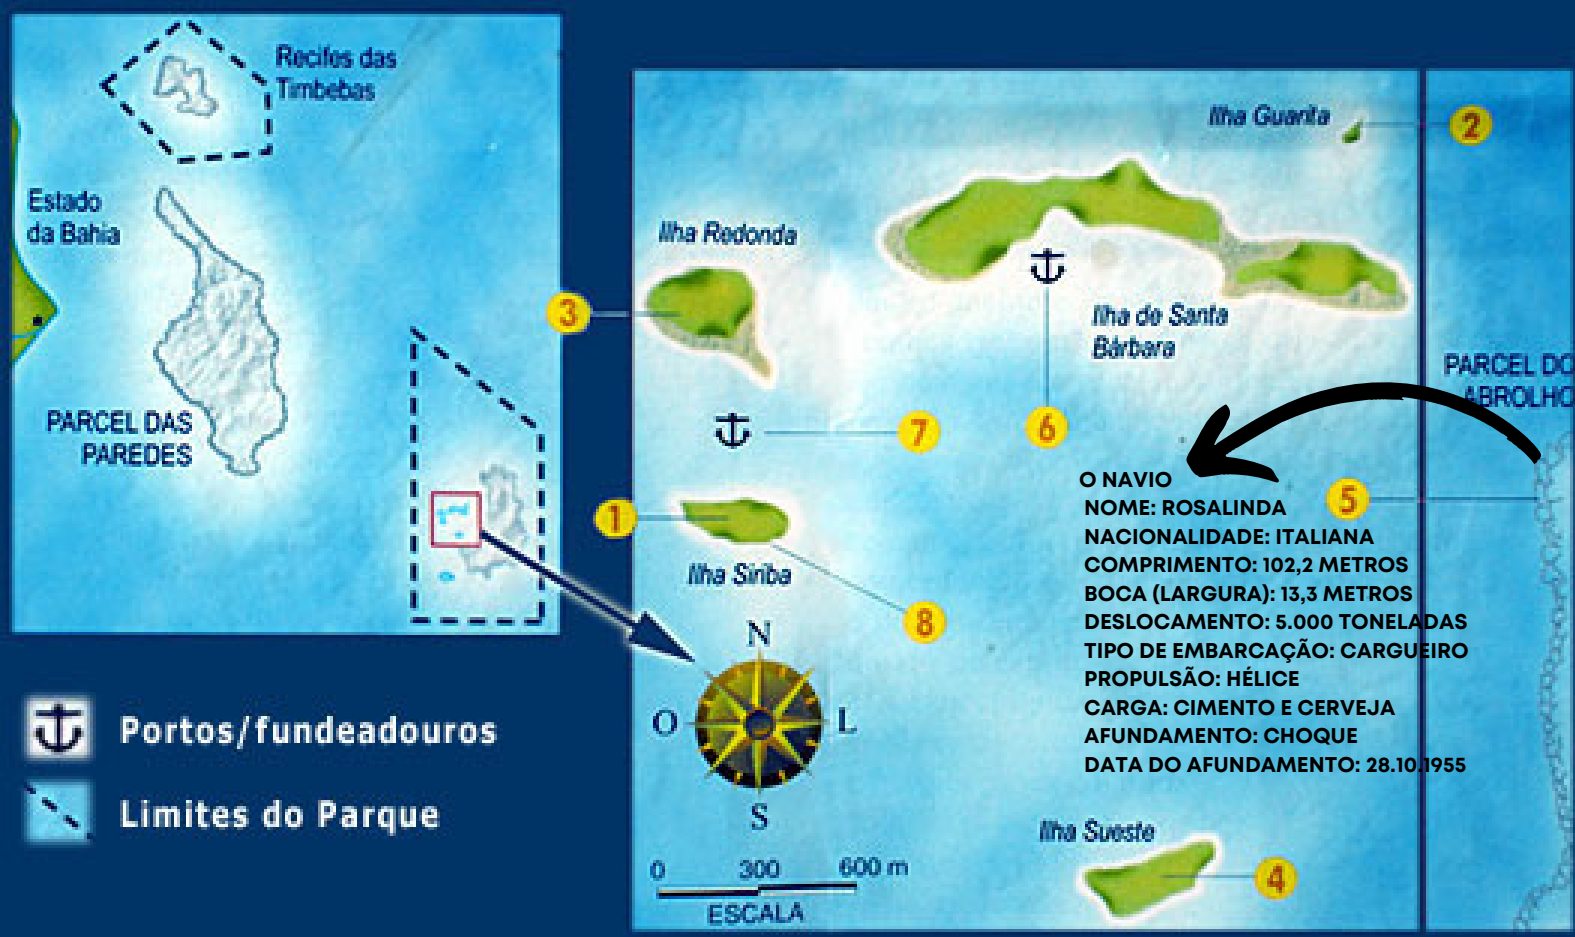 Recifes das
Timbebas
Estado
da Bahia
PARCEL DAS
PAREDES
Portos/fundeadouros
Limites do Parque
Ilha Guarita
2
Ilha Redonda
3
Ilha de Santa
Bárbara
6
7
1
Ilha Siriba
8
N
O
L
S
0 300 600 m
ESCALA
PARCEL DO
ABROLHO
5
O NAVIO
NOME: ROSALINDA
NACIONALIDADE: ITALIANA
COMPRIMENTO: 102,2 METROS
BOCA (LARGURA): 13,3 METROS
DESLOCAMENTO: 5.000 TONELADAS
TIPO DE EMBARCAÇÃO: CARGUEIRO
PROPULSÃO: HÉLICE
CARGA: CIMENTO E CERVEJA
AFUNDAMENTO: CHOQUE
DATA DO AFUNDAMENTO: 28.10.1955
Ilha Sueste
4